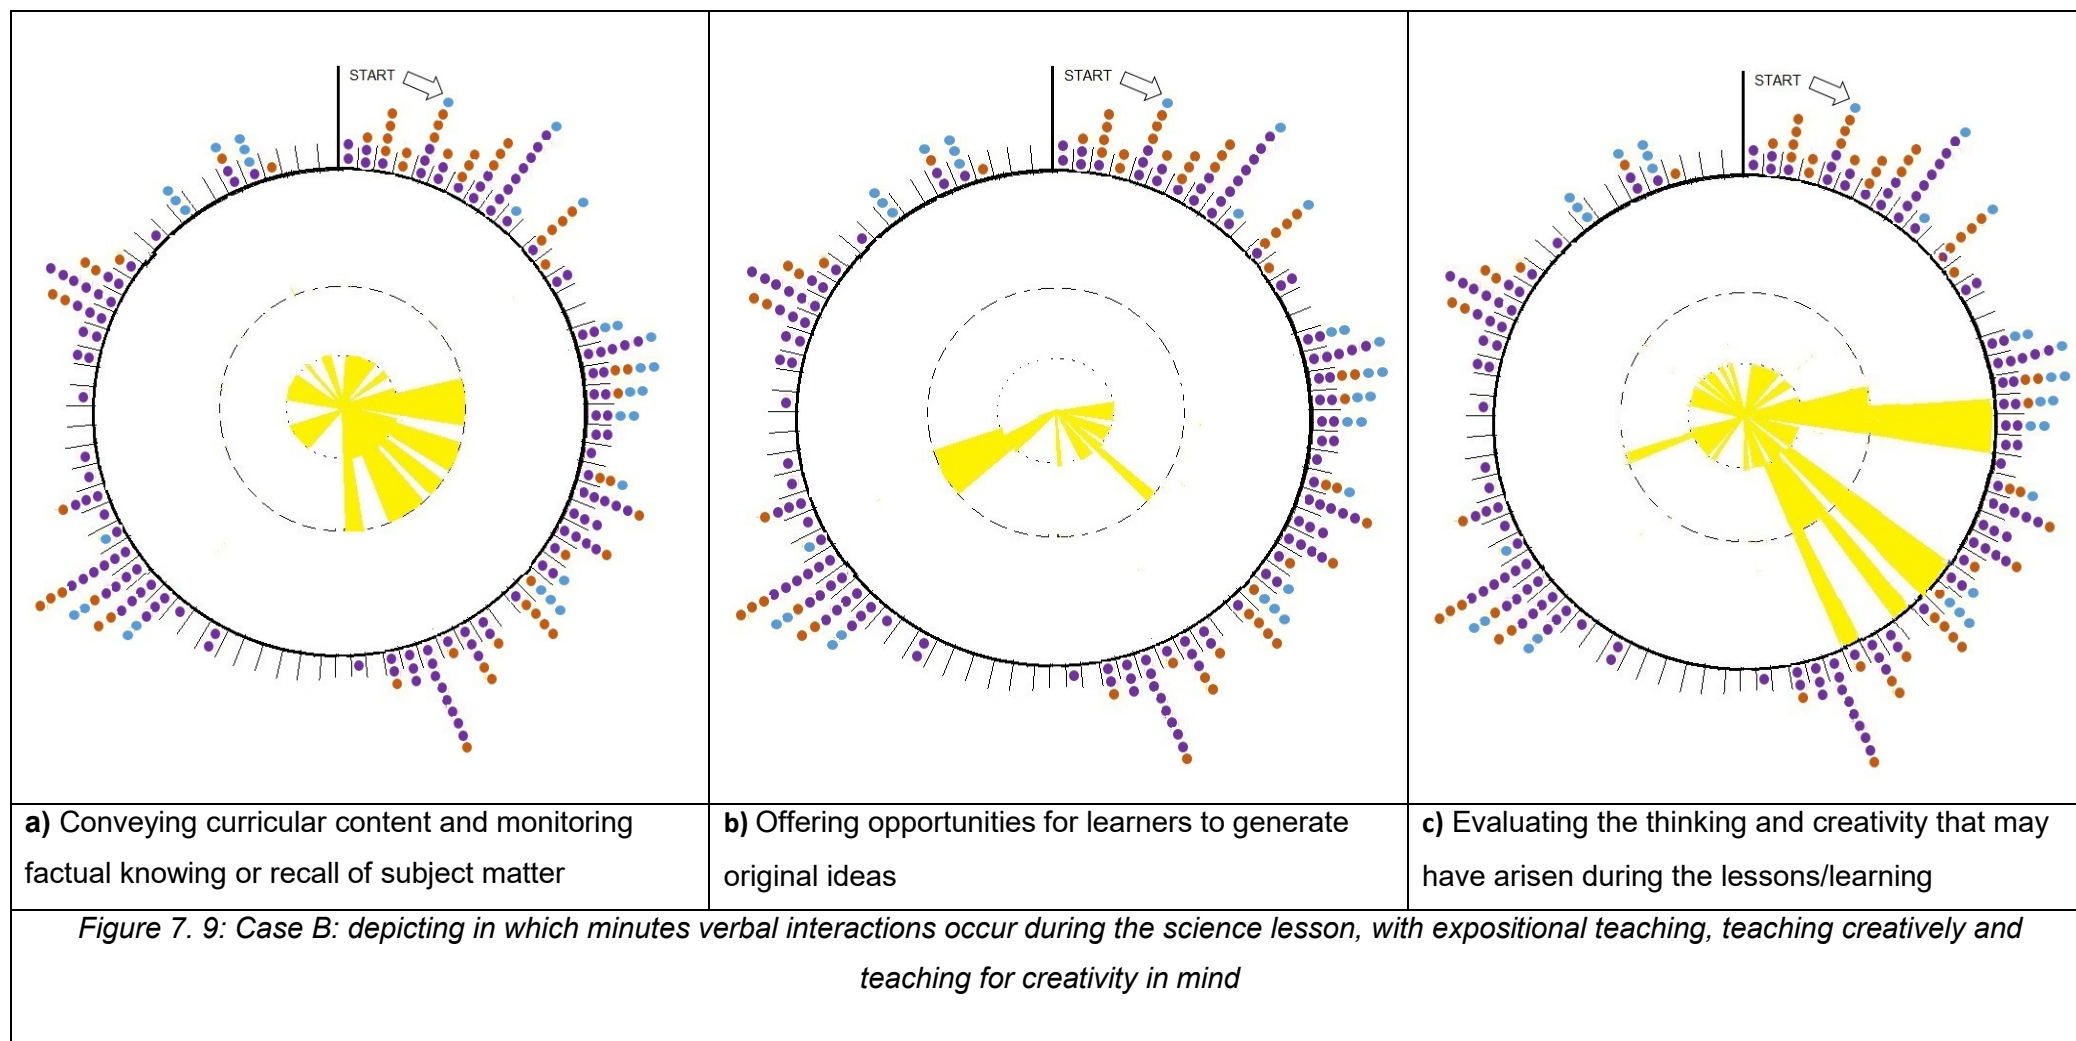 START
START
START
a) Conveying curricular content and monitoring
factual knowing or recall of subject matter
b) Offering opportunities for learners to generate
original ideas
c) Evaluating the thinking and creativity that may
have arisen during the lessons/learning
Figure 7. 9: Case B: depicting in which minutes verbal interactions occur during the science lesson, with expositional teaching, teaching creatively and
teaching for creativity in mind